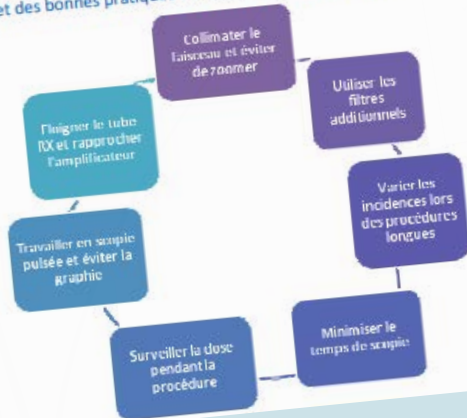 et des bonnes pratiques
Collimater le
faisceau et éviter
de zoomer
Utiliser les
filtres
additionnels
Varier les
incidences lors
des procédures
longues
Minimiser le
temps de scopie
Surveiller la dose
pendant la
procédure
Travailler en scopie
pulsée et éviter la
graphie
Eloigner le tube
RX et rapprocher
l'amplificateur